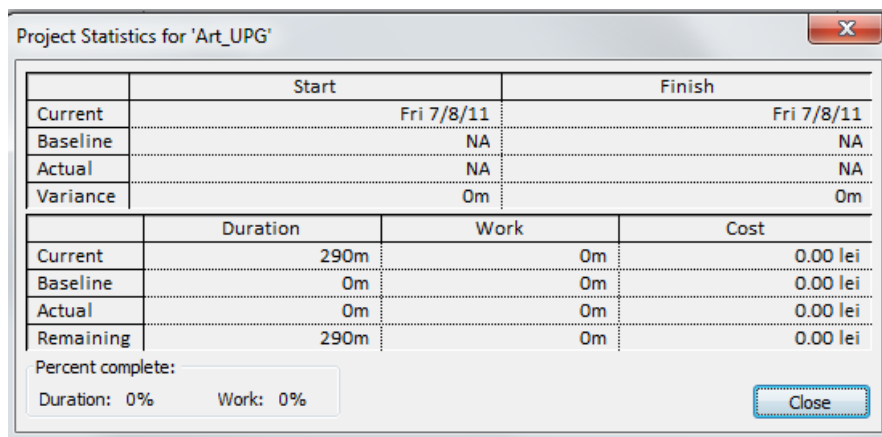 Project Statistics for 'Art_UPG'
Start Finish
Current Fri 7/8/11 Fri 7/8/11
Baseline NA NA
Actual NA NA
Variance 0m 0m
Duration Work Cost
Current 290m 0m 0.00 lei
Baseline 0m 0m 0.00 lei
Actual 0m 0m 0.00 lei
Remaining 290m 0m 0.00 lei
Percent complete:
Duration: 0% Work: 0% Close